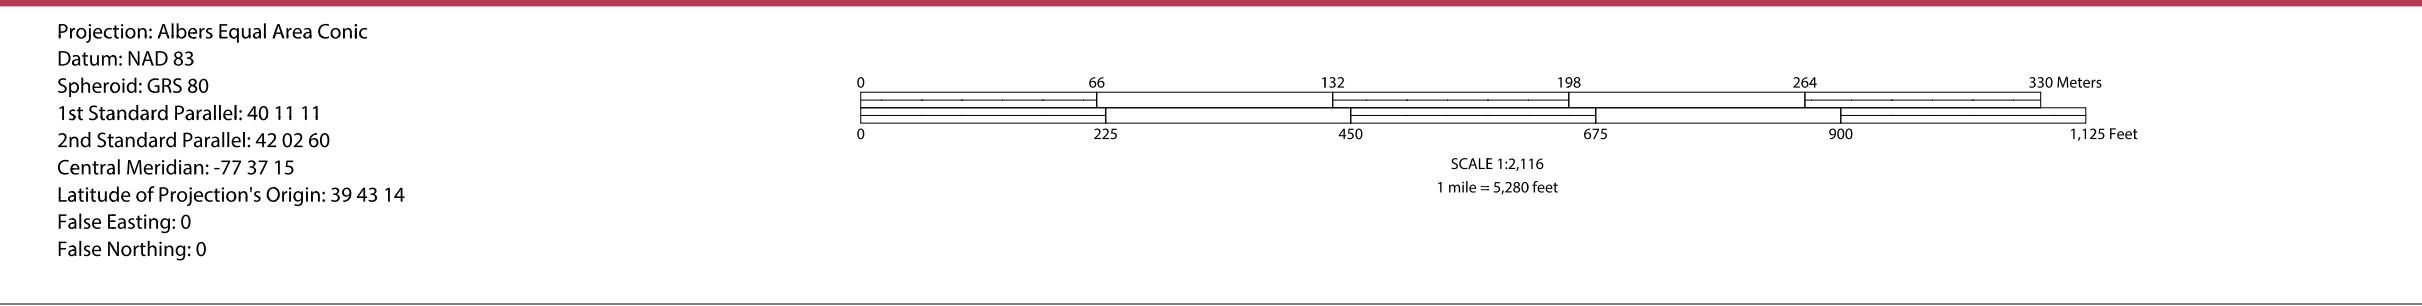 Projection: Albers Equal Area Conic
Datum: NAD 83
Spheroid: GRS 80
1st Standard Parallel: 40 11 11
2nd Standard Parallel: 42 02 60
Central Meridian: -77 37 15
Latitude of Projection's Origin: 39 43 14
False Easting: 0
False Northing: 0
0 66 132 198 264 330 Meters
0 225 450 675 900 1,125 Feet
SCALE 1:2,116
1 mile = 5,280 feet